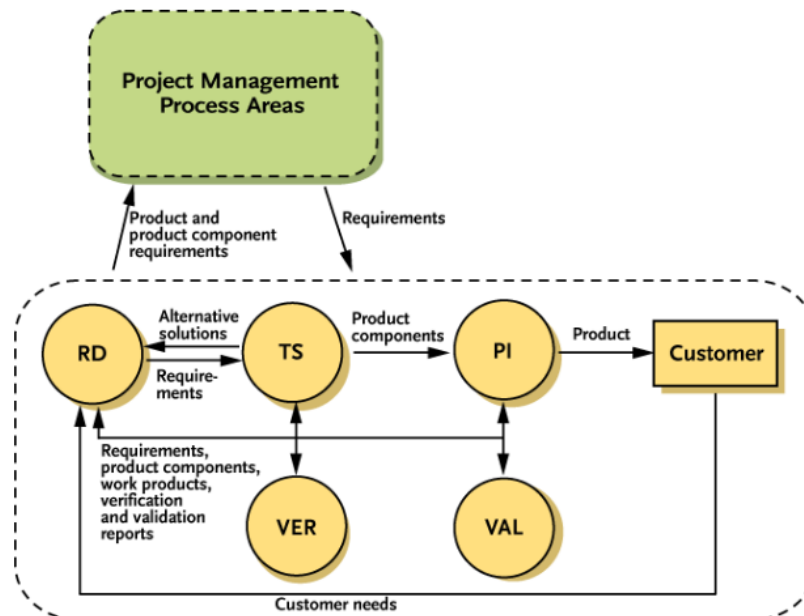 Project Management
Process Areas
Product and
product component
requirements
Requirements
RD
Alternative
solutions
Require-
ments
TS
Product
components
PI
Product
Customer
Requirements,
product components,
work products,
verification
and validation
reports
VER
VAL
Customer needs